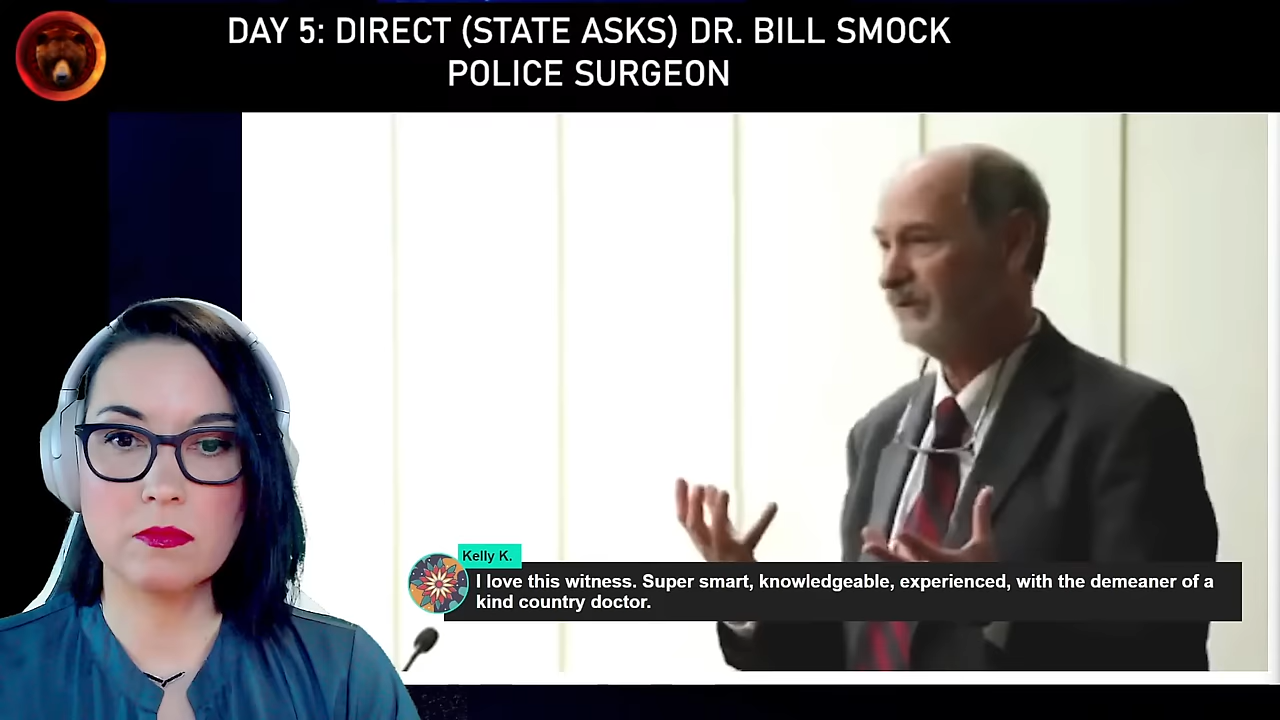 DAY 5: DIRECT (STATE ASKS) DR. BILL SMOCK
POLICE SURGEON
Kelly K.
I love this witness. Super smart, knowledgeable, experienced, with the demeaner of a
kind country doctor.